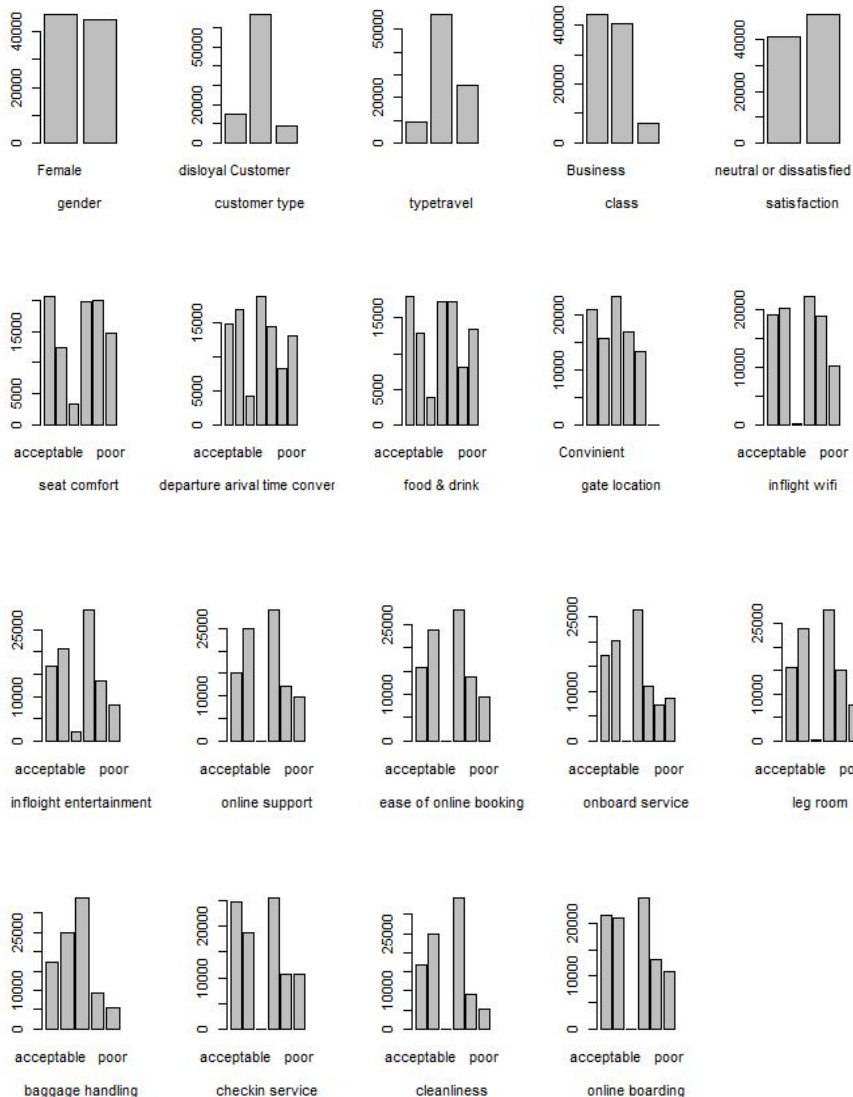 0 20000 40000
0 20000 60000
0 20000 50000
0 20000 40000
0 20000 40000
Female
disloyal Customer
Business
neutral or dissatisfied
gender
customer type
typetravel
class
satisfaction
0 5000 15000
0 5000 15000
0 5000 15000
0 10000 20000
0 10000 20000
acceptable poor
acceptable poor
acceptable poor
Convinient
acceptable poor
seat comfort
departure arival time conver
food & drink
gate location
inflight wifi
0 10000 25000
0 10000 25000
0 10000 25000
0 10000 25000
0 10000 25000
acceptable poor
acceptable poor
acceptable poor
acceptable poor
acceptable po
infloight entertainment
online support
ease of online booking
onboard service
leg room
0 10000 25000
0 10000 20000
0 10000 25000
0 10000 20000
acceptable poor
acceptable poor
acceptable poor
acceptable poor
baggage handling
checkin service
cleanliness
online boarding